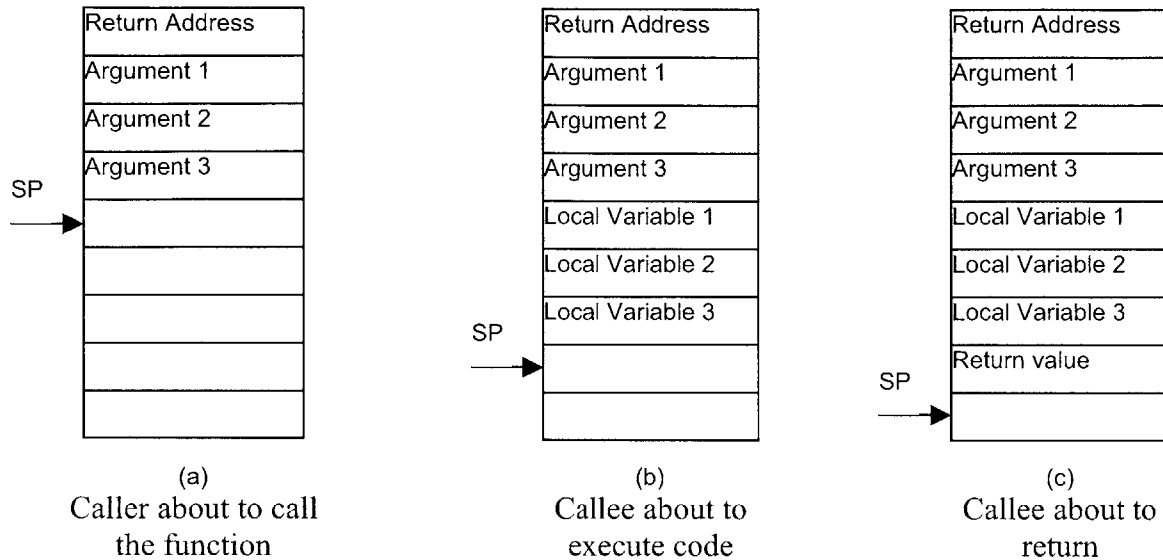 Return Address
Argument 1
Argument 2
Argument 3
SP
(a)
Caller about to call
the function
Return Address
Argument 1
Argument 2
Argument 3
Local Variable 1
Local Variable 2
Local Variable 3
SP
(b)
Callee about to
execute code
Return Address
Argument 1
Argument 2
Argument 3
Local Variable 1
Local Variable 2
Local Variable 3
Return value
SP
(c)
Callee about to
return